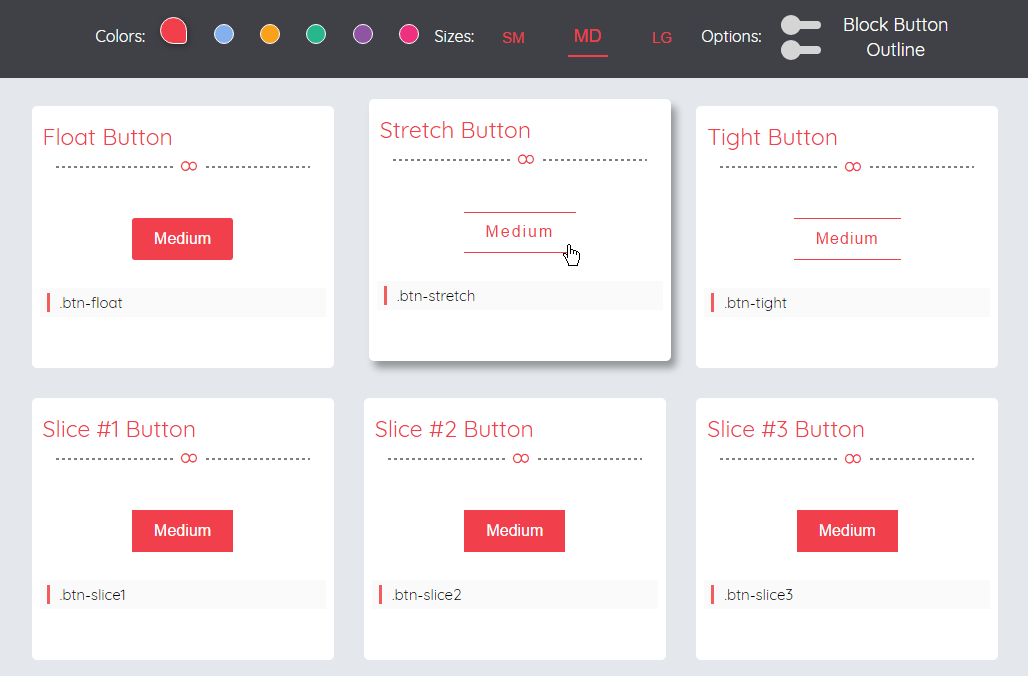 Colors: Sizes: SM MD LG Options: Block Button
Outline
Float Button
Medium
.btn-float
Stretch Button
Medium
.btn-stretch
Tight Button
Medium
.btn-tight
Slice #1 Button
Medium
.btn-slice1
Slice #2 Button
Medium
.btn-slice2
Slice #3 Button
Medium
.btn-slice3